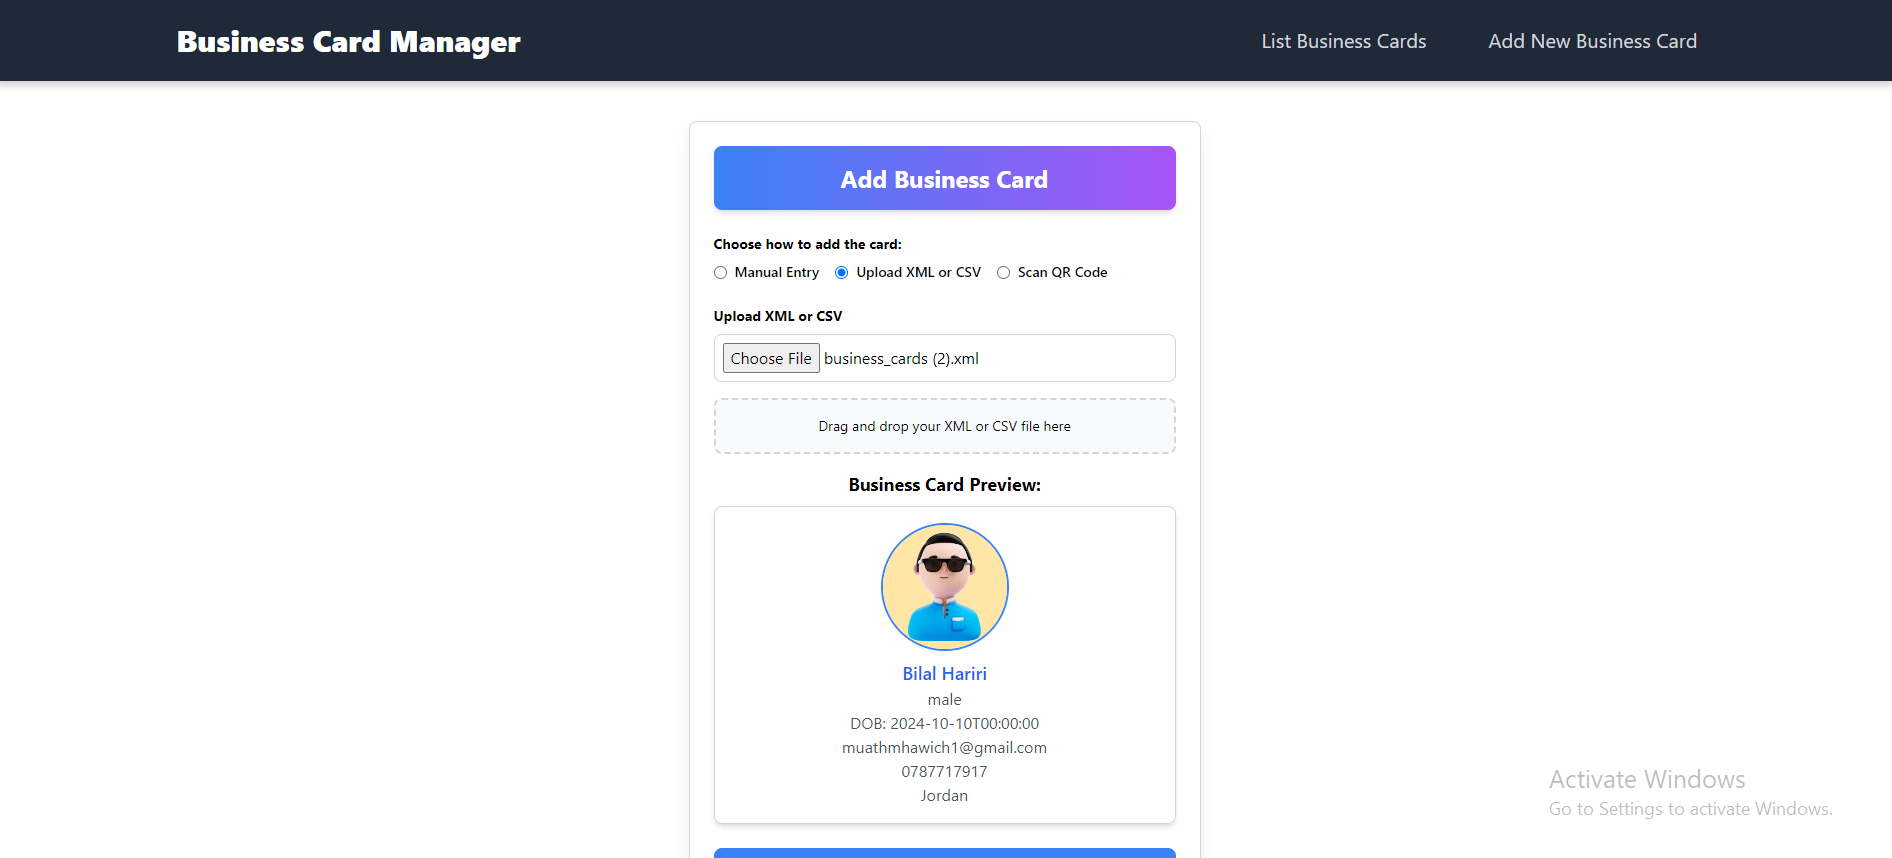 Business Card Manager
List Business Cards
Add New Business Card
Add Business Card
Choose how to add the card:
Manual Entry
Upload XML or CSV
Scan QR Code
Upload XML or CSV
Choose File business_cards (2).xml
Drag and drop your XML or CSV file here
Business Card Preview:
Bilal Hariri
male
DOB: 2024-10-10T00:00:00
muathmhawich1@gmail.com
0787717917
Jordan
Activate Windows
Go to Settings to activate Windows.